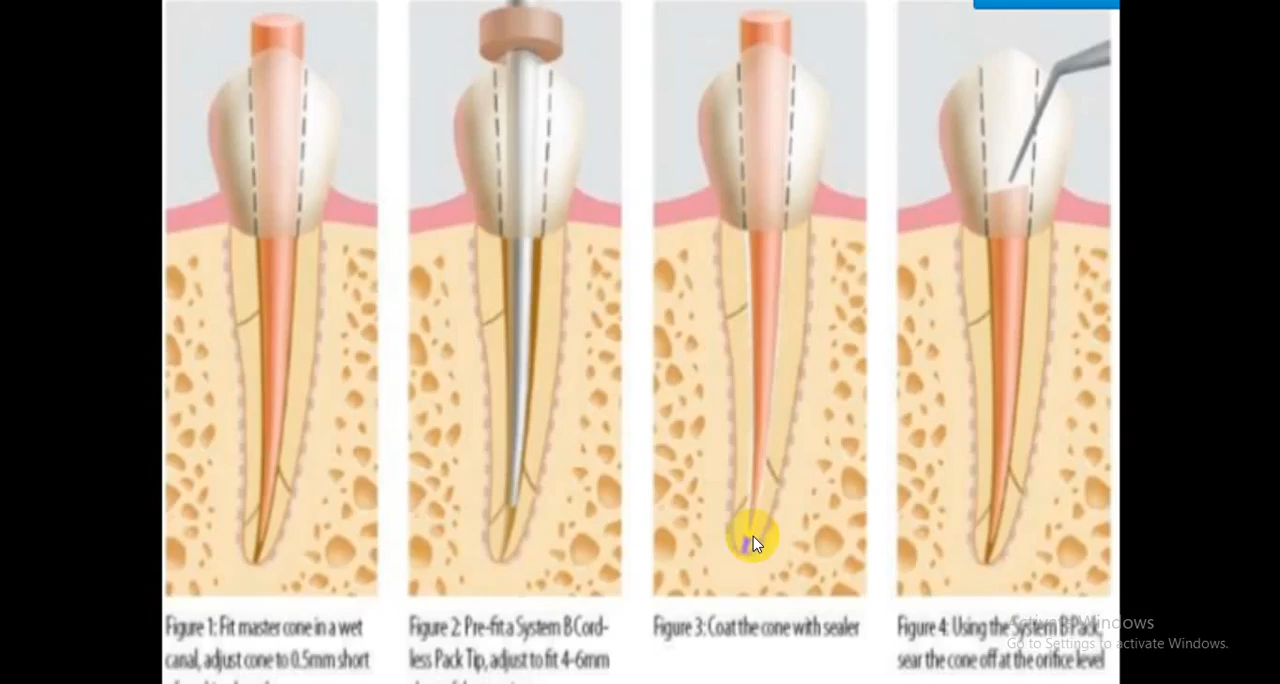 Figure 1: Fit master cone in a wet
canal, adjust cone to 0.5mm short
Figure 2: Pre-fit a System B Cord-
less Pack Tip, adjust to fit 4-6mm
Figure 3: Coat the cone with sealer
Figure 4: Using the System B Pack,
sear the cone off at the orifice level
Activate Windows
Go to Settings to activate Windows.